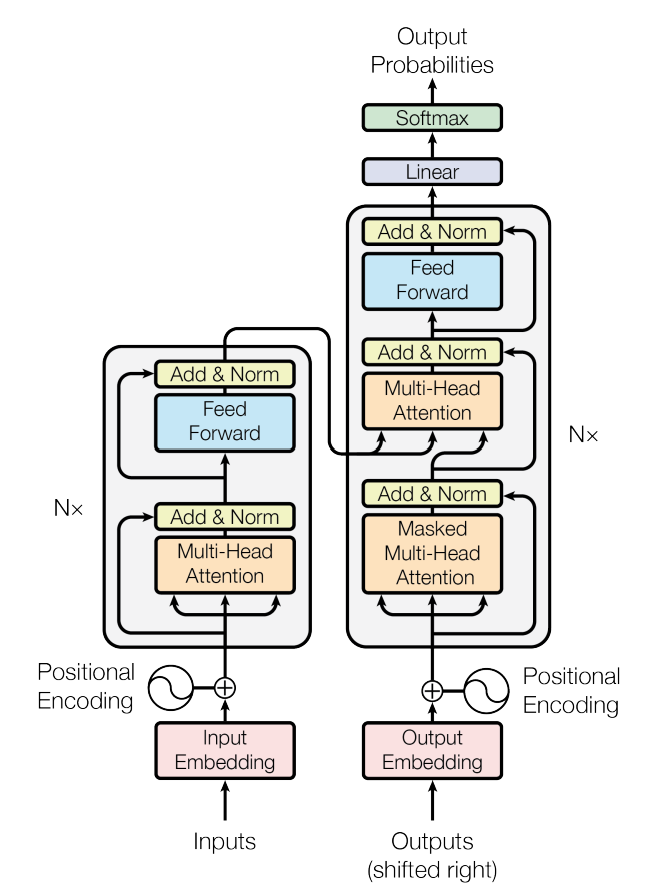 Output
Probabilities
Softmax
Linear
Add & Norm
Feed
Forward
Add & Norm
Multi-Head
Attention
Add & Norm
Masked
Multi-Head
Attention
N×
Add & Norm
Feed
Forward
Add & Norm
Multi-Head
Attention
N×
Positional
Encoding
Positional
Encoding
Input
Embedding
Output
Embedding
Inputs
Outputs
(shifted right)